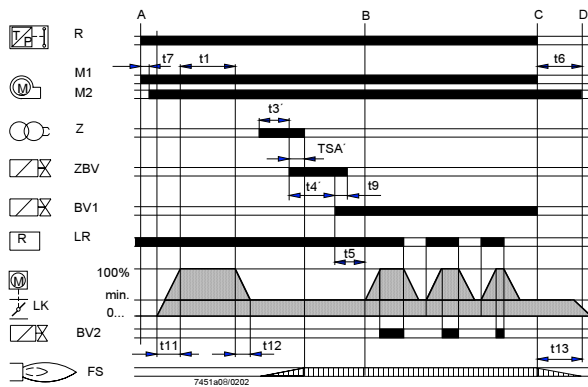 A B C D
T P R
t7 t1 t6
M1
M M2
Z
t3´
TSA´
ZBV
t4´ t9
BV1
R LR
t5
100%
M
min.
LK
0...
BV2
t11 t12 t13
FS
7451a08/0202